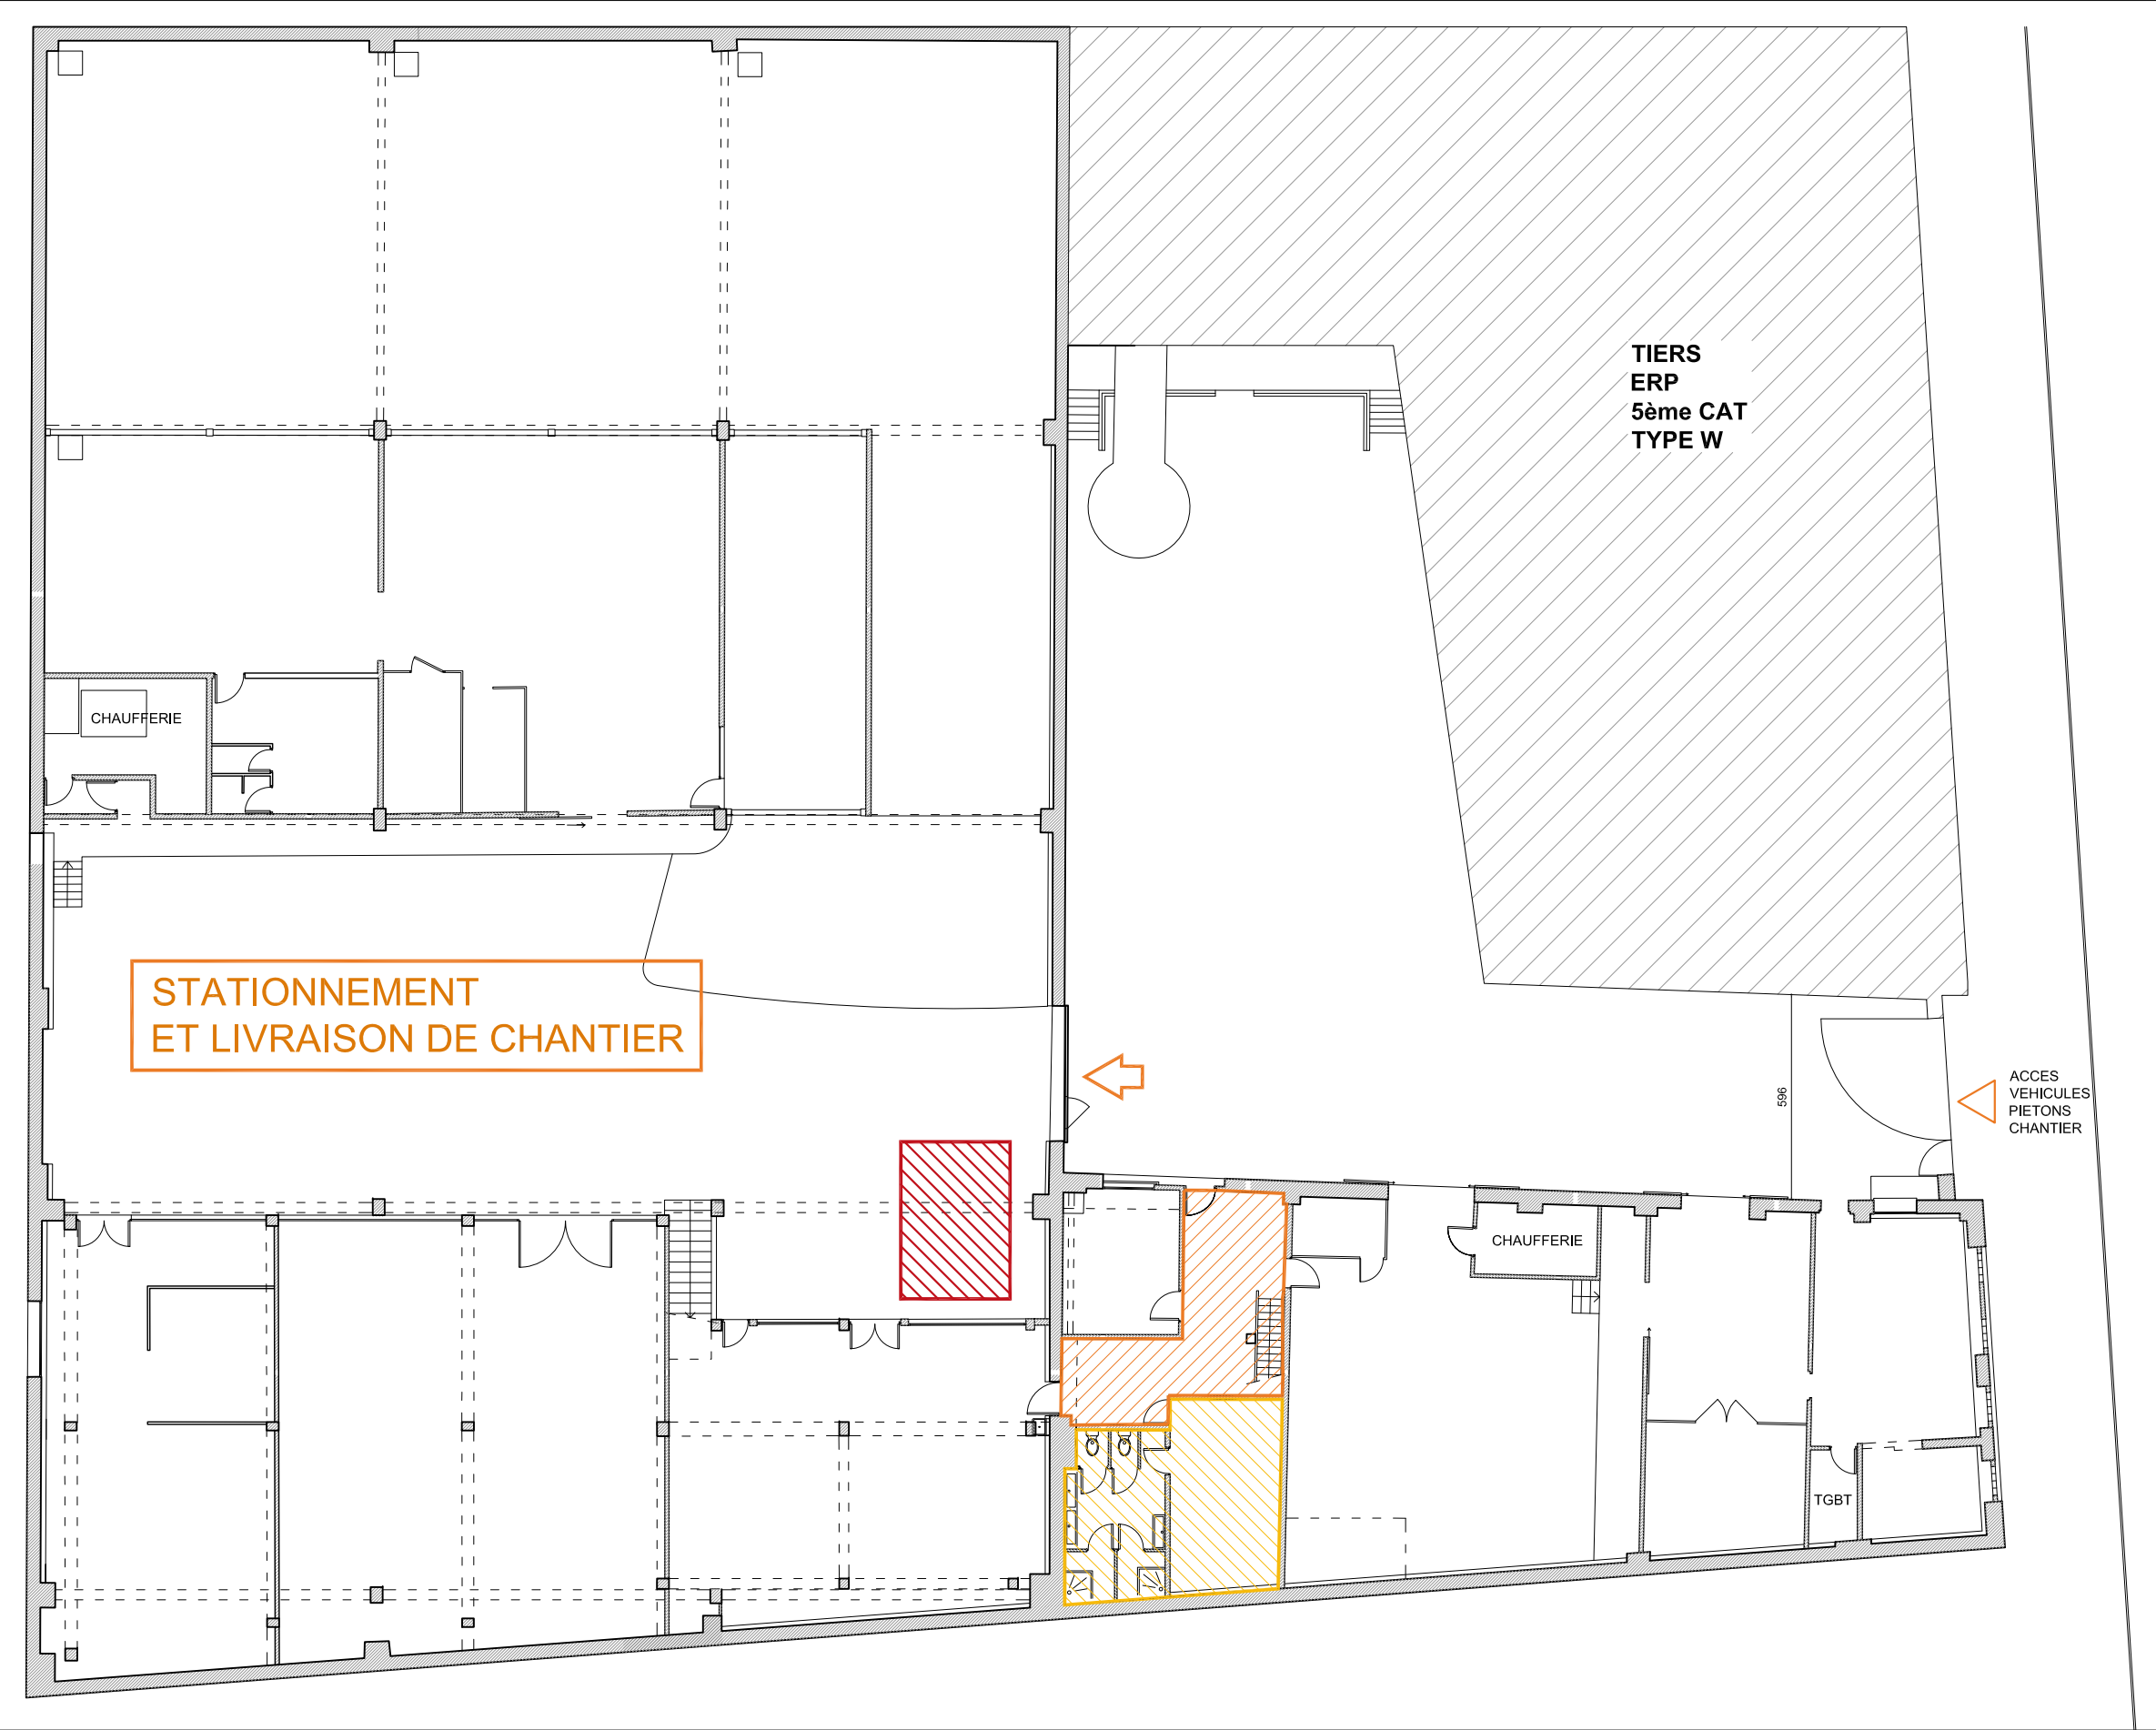 TIERS
ERP
5ème CAT
TYPE W
CHAUFFERIE
STATIONNEMENT
ET LIVRAISON DE CHANTIER
596
ACCES
VEHICULES
PIETONS
CHANTIER
CHAUFFERIE
TGBT